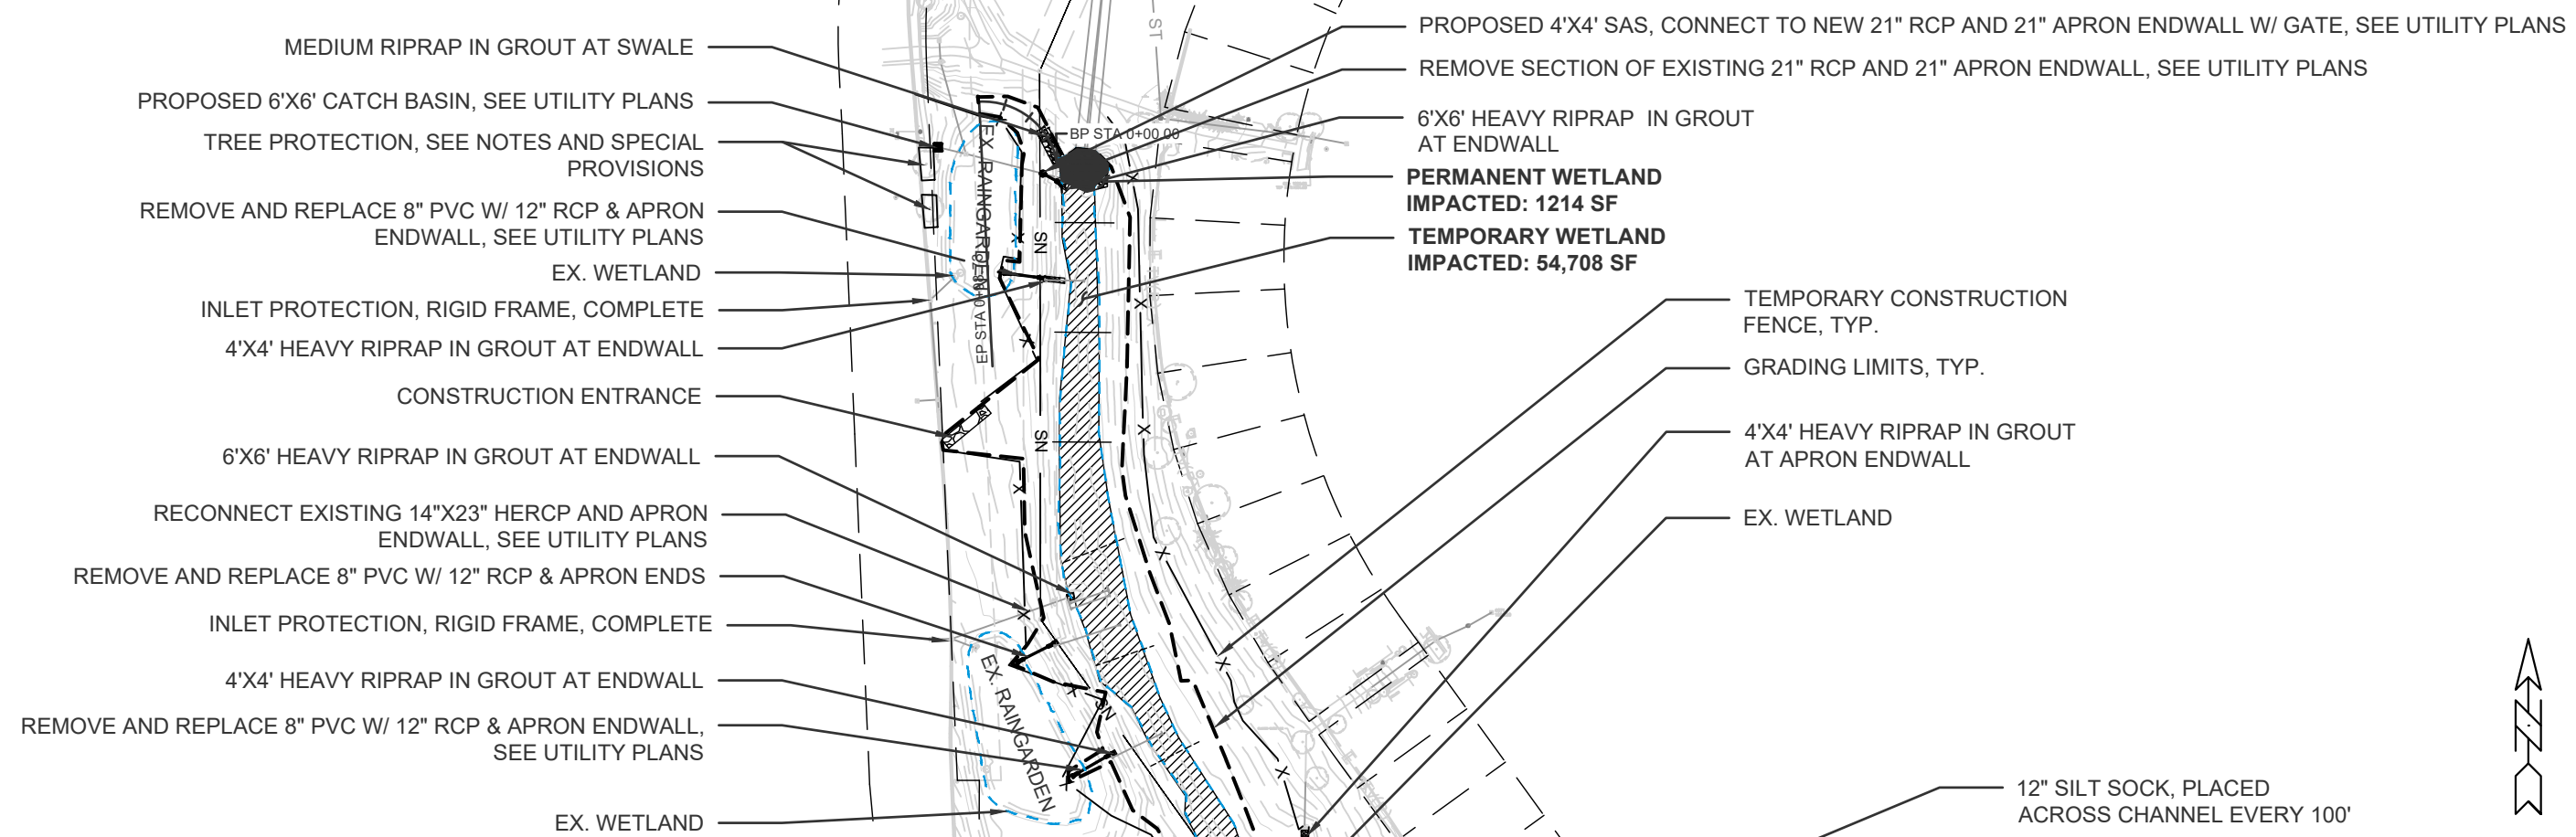 MEDIUM RIPRAP IN GROUT AT SWALE
PROPOSED 6'X6' CATCH BASIN, SEE UTILITY PLANS
TREE PROTECTION, SEE NOTES AND SPECIAL
PROVISIONS
REMOVE AND REPLACE 8" PVC W/ 12" RCP & APRON
ENDWALL, SEE UTILITY PLANS
EX. WETLAND
INLET PROTECTION, RIGID FRAME, COMPLETE
4'X4' HEAVY RIPRAP IN GROUT AT ENDWALL
CONSTRUCTION ENTRANCE
6'X6' HEAVY RIPRAP IN GROUT AT ENDWALL
RECONNECT EXISTING 14"X23" HERCP AND APRON
ENDWALL, SEE UTILITY PLANS
REMOVE AND REPLACE 8" PVC W/ 12" RCP & APRON ENDS
INLET PROTECTION, RIGID FRAME, COMPLETE
4'X4' HEAVY RIPRAP IN GROUT AT ENDWALL
REMOVE AND REPLACE 8" PVC W/ 12" RCP & APRON ENDWALL,
SEE UTILITY PLANS
EX. WETLAND
ST
BP STA 0+00.00
EX. RAINGARDEN
EP STA
SN
SN
SN
EX. RAINGARDEN
PROPOSED 4'X4' SAS, CONNECT TO NEW 21" RCP AND 21" APRON ENDWALL W/ GATE, SEE UTILITY PLANS
REMOVE SECTION OF EXISTING 21" RCP AND 21" APRON ENDWALL, SEE UTILITY PLANS
6'X6' HEAVY RIPRAP IN GROUT
AT ENDWALL
PERMANENT WETLAND
IMPACTED: 1214 SF
TEMPORARY WETLAND
IMPACTED: 54,708 SF
TEMPORARY CONSTRUCTION
FENCE, TYP.
GRADING LIMITS, TYP.
4'X4' HEAVY RIPRAP IN GROUT
AT APRON ENDWALL
EX. WETLAND
N
12" SILT SOCK, PLACED
ACROSS CHANNEL EVERY 100'